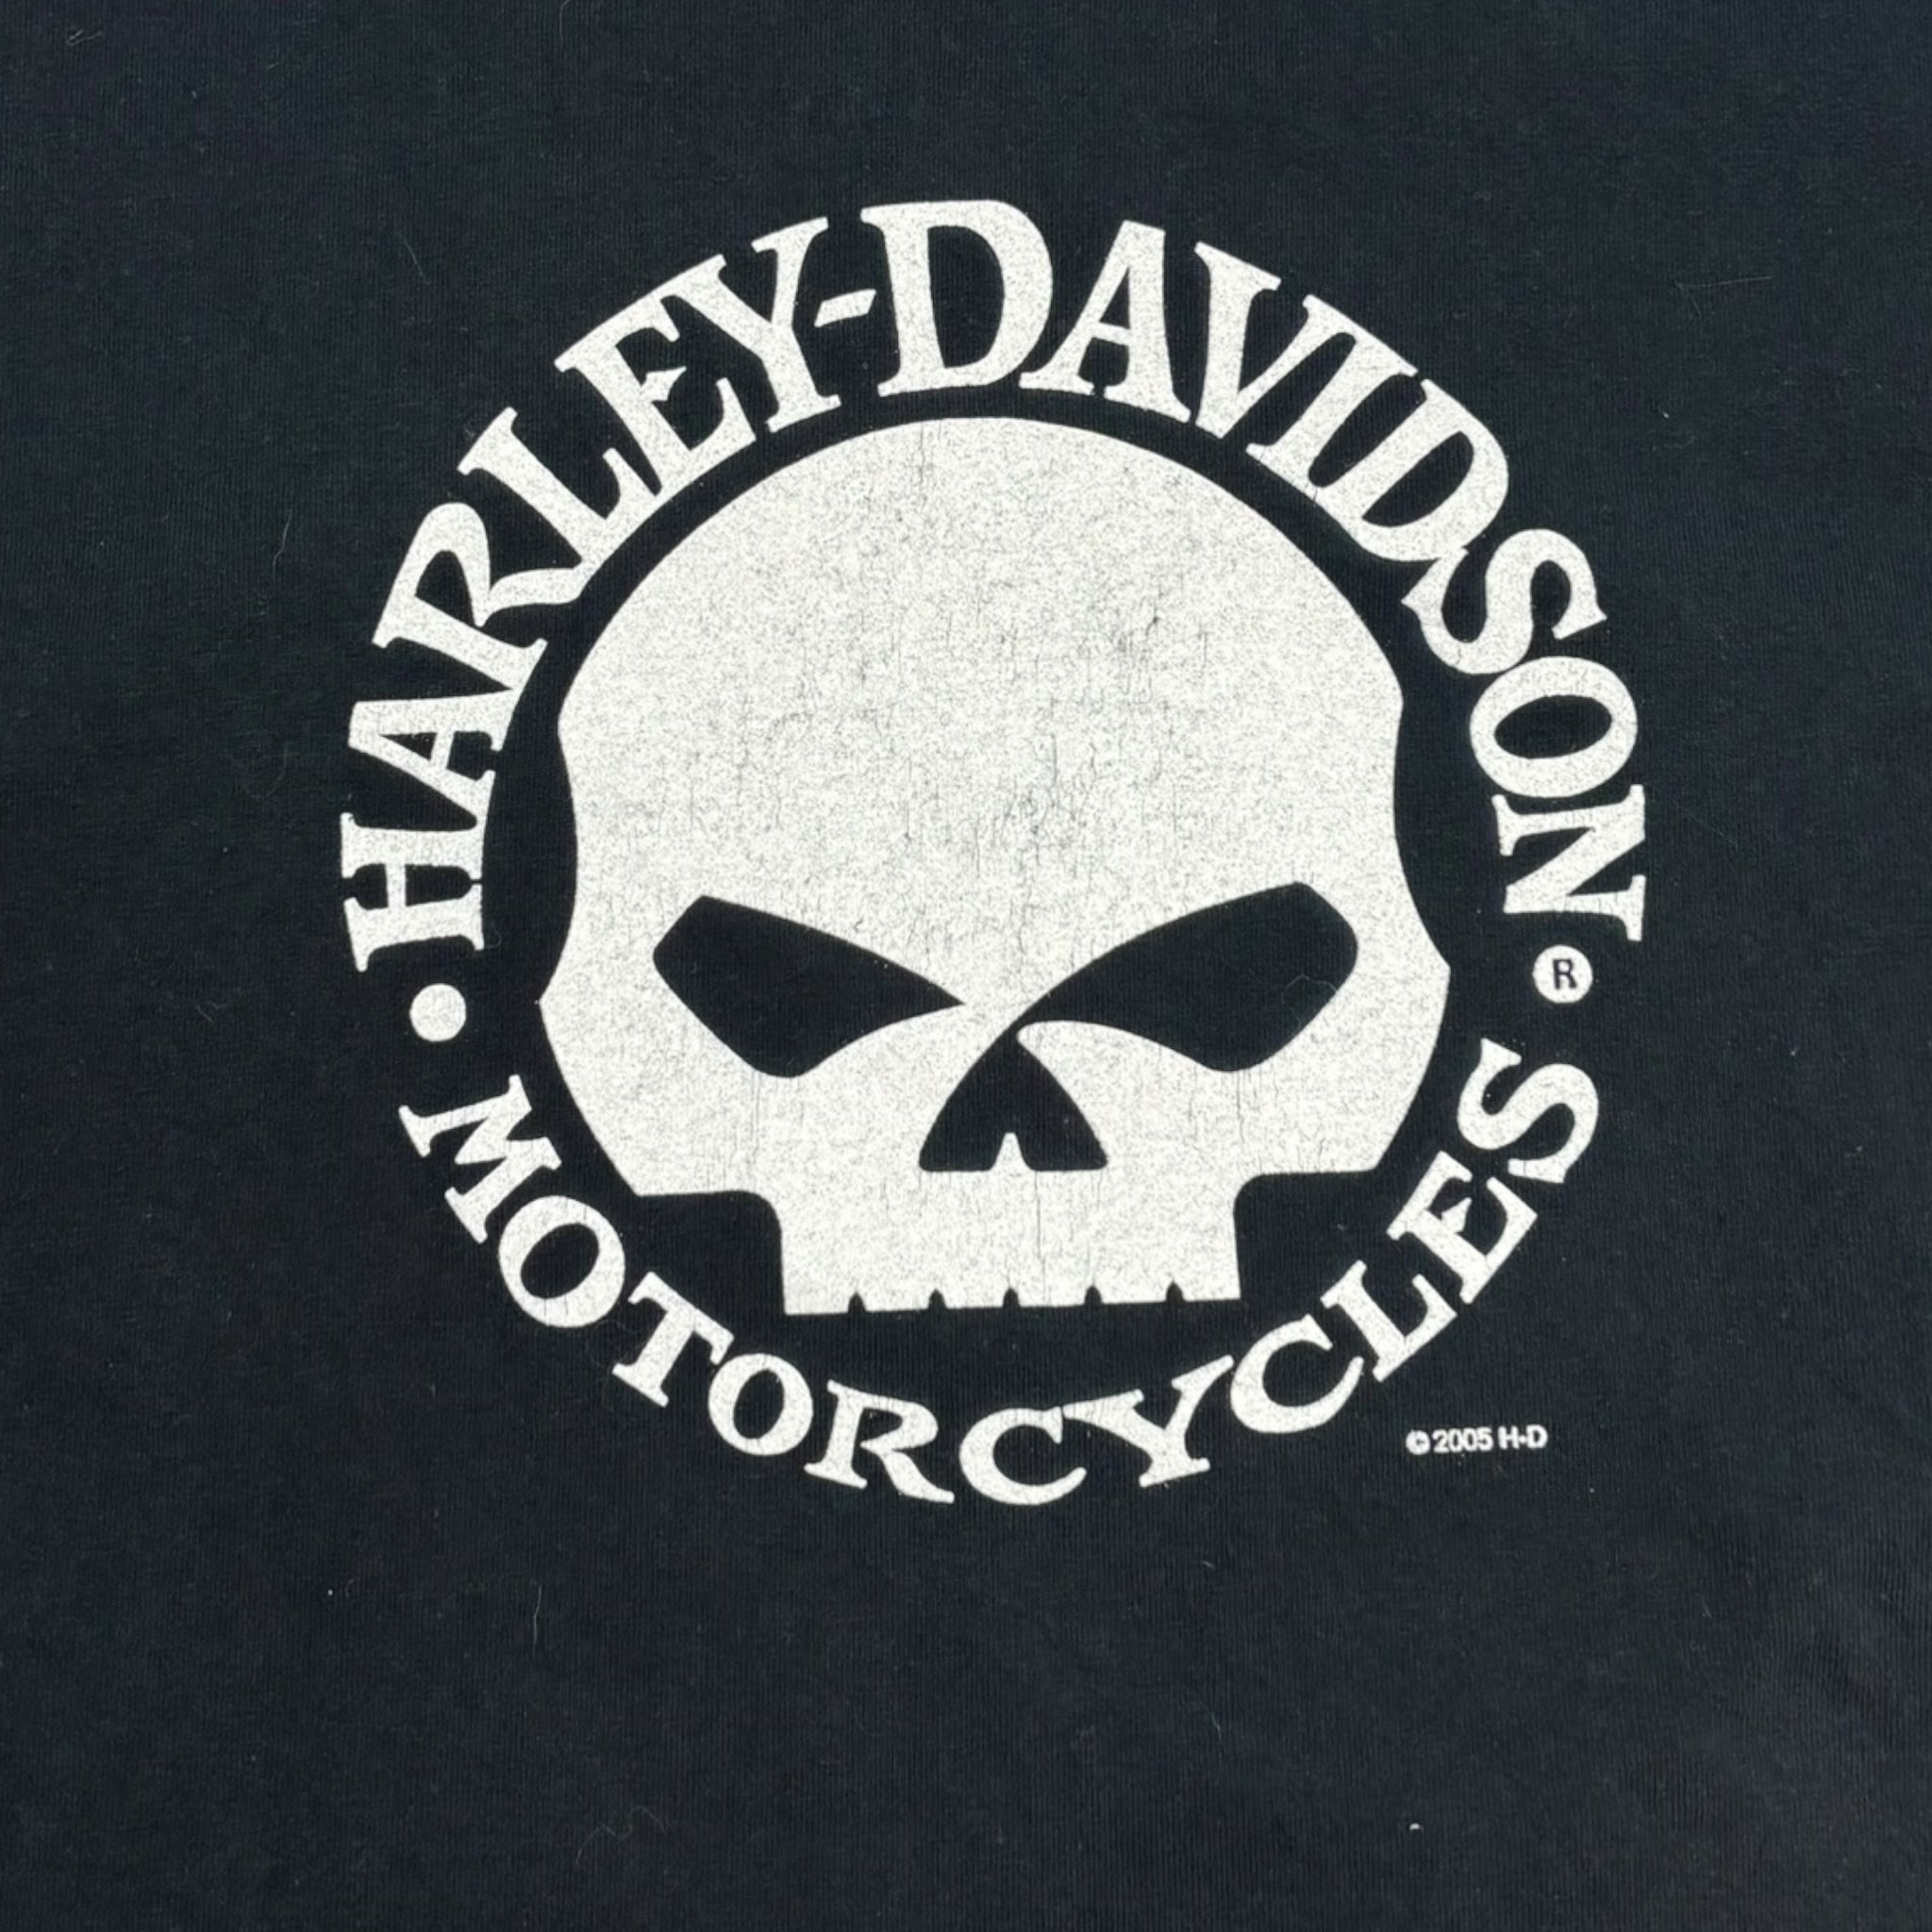 HARLEY-DAVIDSON
®
• MOTORCYCLES
© 2005 H-D